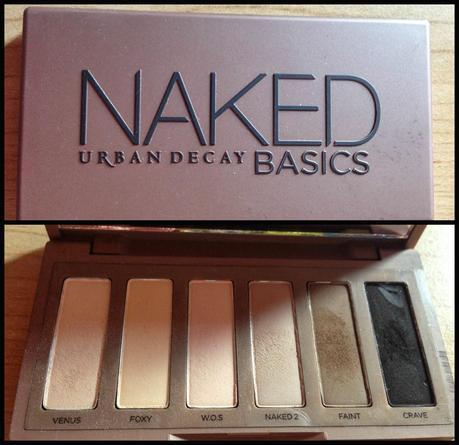 NAKED
URBAN DECAY BASICS
VENUS FOXY W.O.S NAKED 2 FAINT CRAVE